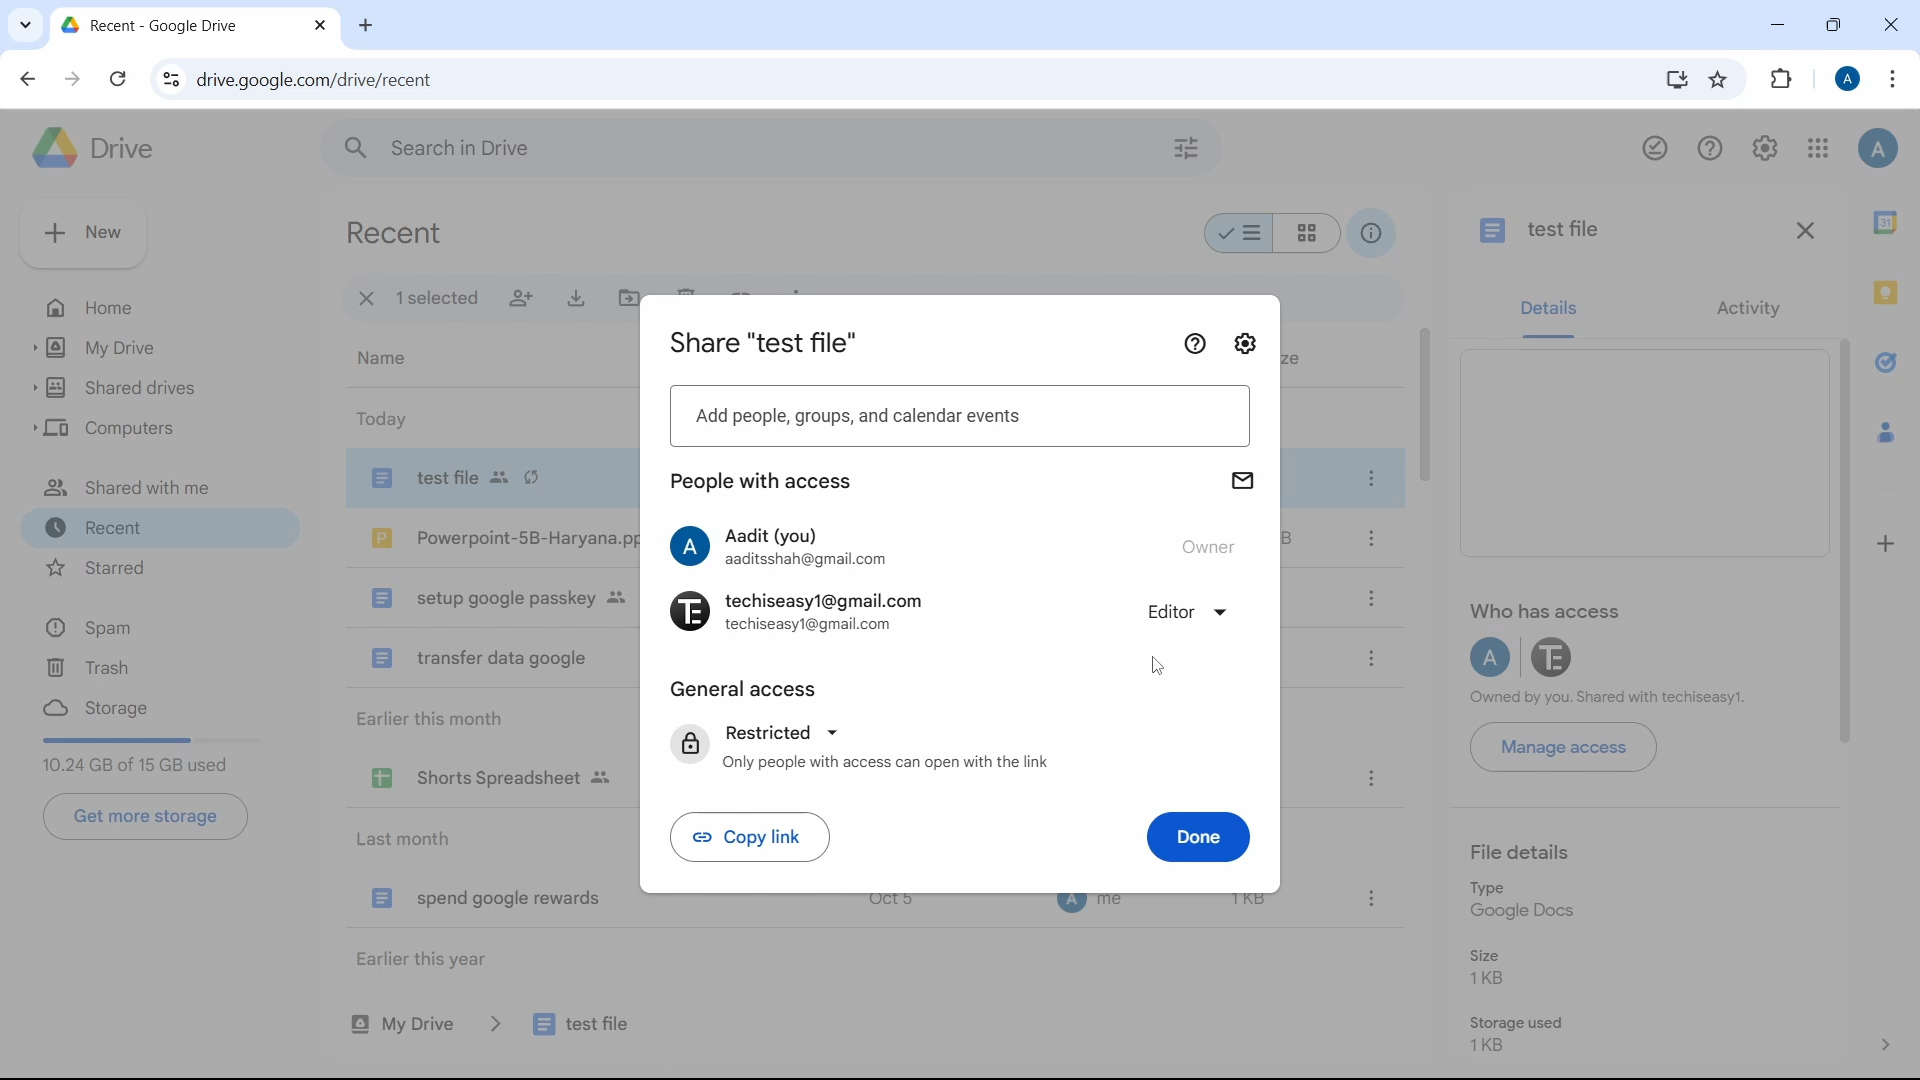 Recent - Google Drive
drive.google.com/drive/recent
A
Drive
Search in Drive
A
New
Home
My Drive
Shared drives
Computers
Shared with me
Recent
Starred
Spam
Trash
Storage
10.24 GB of 15 GB used
Get more storage
Recent
1 selected
Name
Today
test file
Powerpoint-5B-Haryana.pp
setup google passkey
transfer data google
Earlier this month
Shorts Spreadsheet
Last month
spend google rewards
Oct 5
A me
1 KB
Earlier this year
My Drive
test file
Share "test file"
Add people, groups, and calendar events
People with access
A
Aadit (you)
aaditsshah@gmail.com
Owner
TE
techiseasy1@gmail.com
techiseasy1@gmail.com
Editor
General access
Restricted
Only people with access can open with the link
Copy link
Done
test file
Details
Activity
Who has access
A
TE
Owned by you. Shared with techiseasy1.
Manage access
File details
Type
Google Docs
Size
1 KB
Storage used
1 KB
31